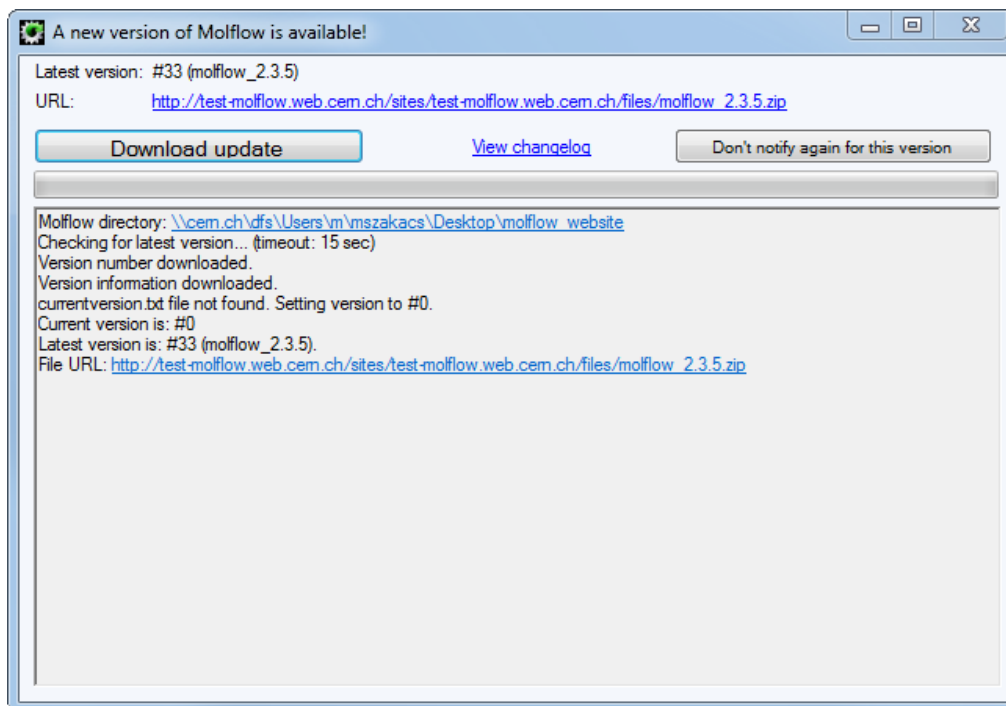 A new version of Molflow is available!
Latest version: #33 (molflow_2.3.5)
URL: http://test-molflow.web.cern.ch/sites/test-molflow.web.cern.ch/files/molflow_2.3.5.zip
Download update View changelog Don't notify again for this version
Molflow directory: \\cern.ch\dfs\Users\m\mszakacs\Desktop\molflow_website
Checking for latest version... (timeout: 15 sec)
Version number downloaded.
Version information downloaded.
currentversion.txt file not found. Setting version to #0.
Current version is: #0
Latest version is: #33 (molflow_2.3.5).
File URL: http://test-molflow.web.cern.ch/sites/test-molflow.web.cern.ch/files/molflow_2.3.5.zip